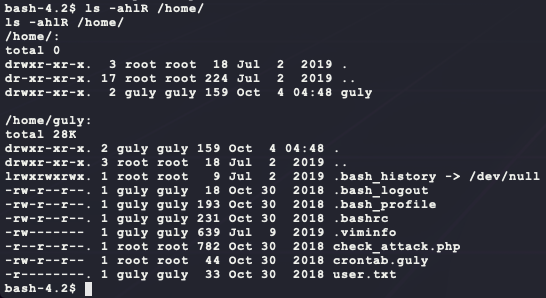 bash-4.2$ ls -ahlR /home/
ls -ahlR /home/
/home/:
total 0
drwxr-xr-x.  3 root root  18 Jul  2  2019 .
dr-xr-xr-x. 17 root root 224 Jul  2  2019 ..
drwxr-xr-x.  2 guly guly 159 Oct  4 04:48 guly

/home/guly:
total 28K
drwxr-xr-x. 2 guly guly 159 Oct  4 04:48 .
drwxr-xr-x. 3 root root  18 Jul  2  2019 ..
lrwxrwxrwx. 1 root root   9 Jul  2  2019 .bash_history -> /dev/null
-rw-r--r--. 1 guly guly  18 Oct 30  2018 .bash_logout
-rw-r--r--. 1 guly guly 193 Oct 30  2018 .bash_profile
-rw-r--r--. 1 guly guly 231 Oct 30  2018 .bashrc
-rw-------  1 guly guly 639 Jul  9  2019 .viminfo
-r--r--r--. 1 root root 782 Oct 30  2018 check_attack.php
-rw-r--r--  1 root root  44 Oct 30  2018 crontab.guly
-r--------. 1 guly guly  33 Oct 30  2018 user.txt
bash-4.2$